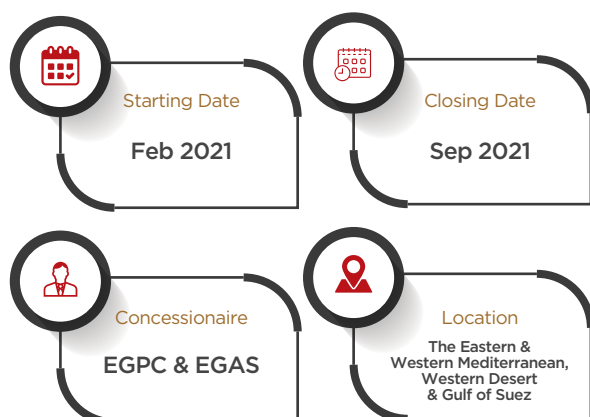 Starting Date
Feb 2021
Closing Date
Sep 2021
Concessionaire
EGPC & EGAS
Location
The Eastern &
Western Mediterranean,
Western Desert
& Gulf of Suez